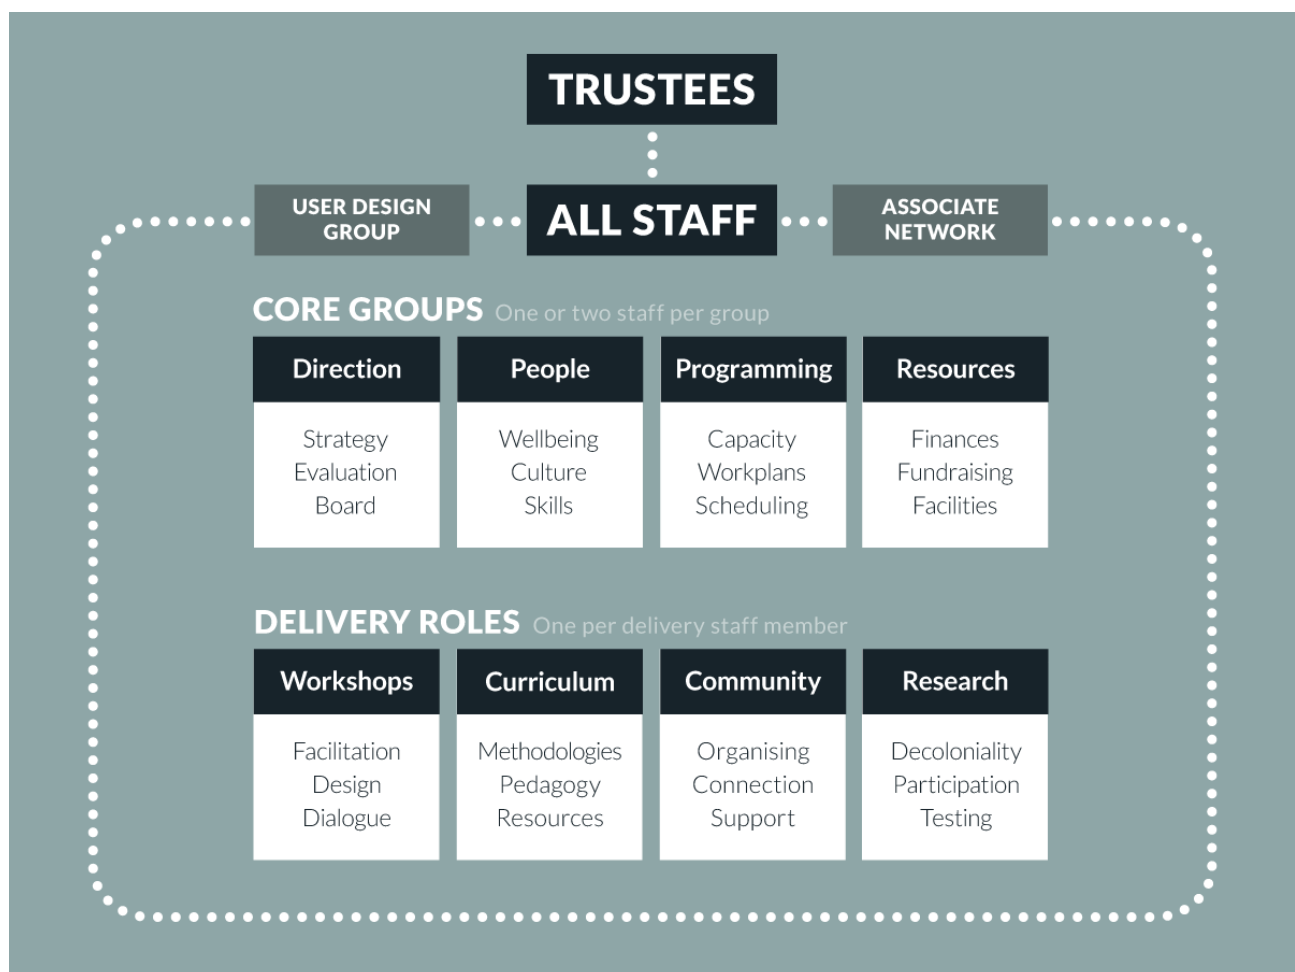 TRUSTEES
USER DESIGN
GROUP
ALL STAFF
ASSOCIATE
NETWORK
CORE GROUPS One or two staff per group
Direction
Strategy
Evaluation
Board
People
Wellbeing
Culture
Skills
Programming
Capacity
Workplans
Scheduling
Resources
Finances
Fundraising
Facilities
DELIVERY ROLES One per delivery staff member
Workshops
Facilitation
Design
Dialogue
Curriculum
Methodologies
Pedagogy
Resources
Community
Organising
Connection
Support
Research
Decoloniality
Participation
Testing